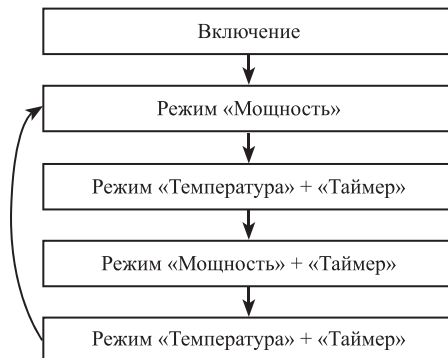 Включение
Режим «Мощность»
Режим «Температура» + «Таймер»
Режим «Мощность» + «Таймер»
Режим «Температура» + «Таймер»